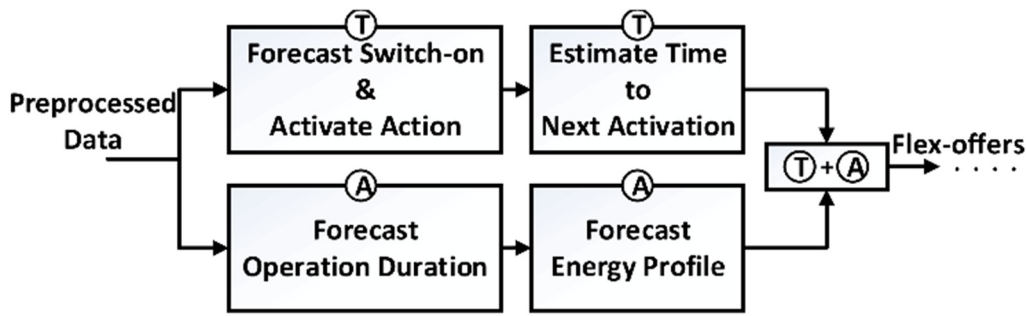 Preprocessed
Data
T
Forecast Switch-on
&
Activate Action
T
Estimate Time
to
Next Activation
A
Forecast
Operation Duration
A
Forecast
Energy Profile
T + A
Flex-offers
. . . .